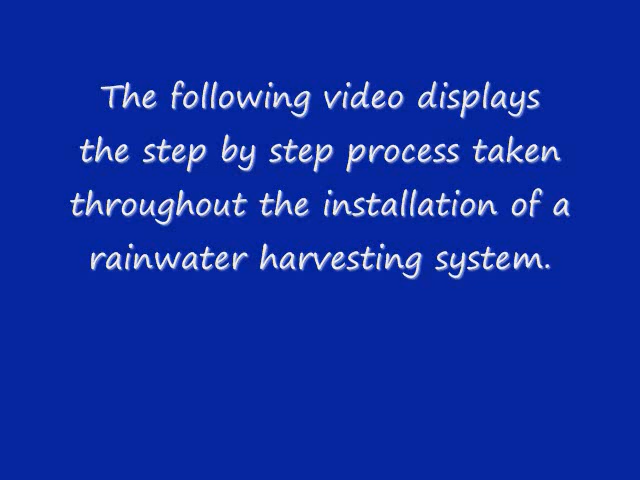 The following video displays
the step by step process taken
throughout the installation of a
rainwater harvesting system.